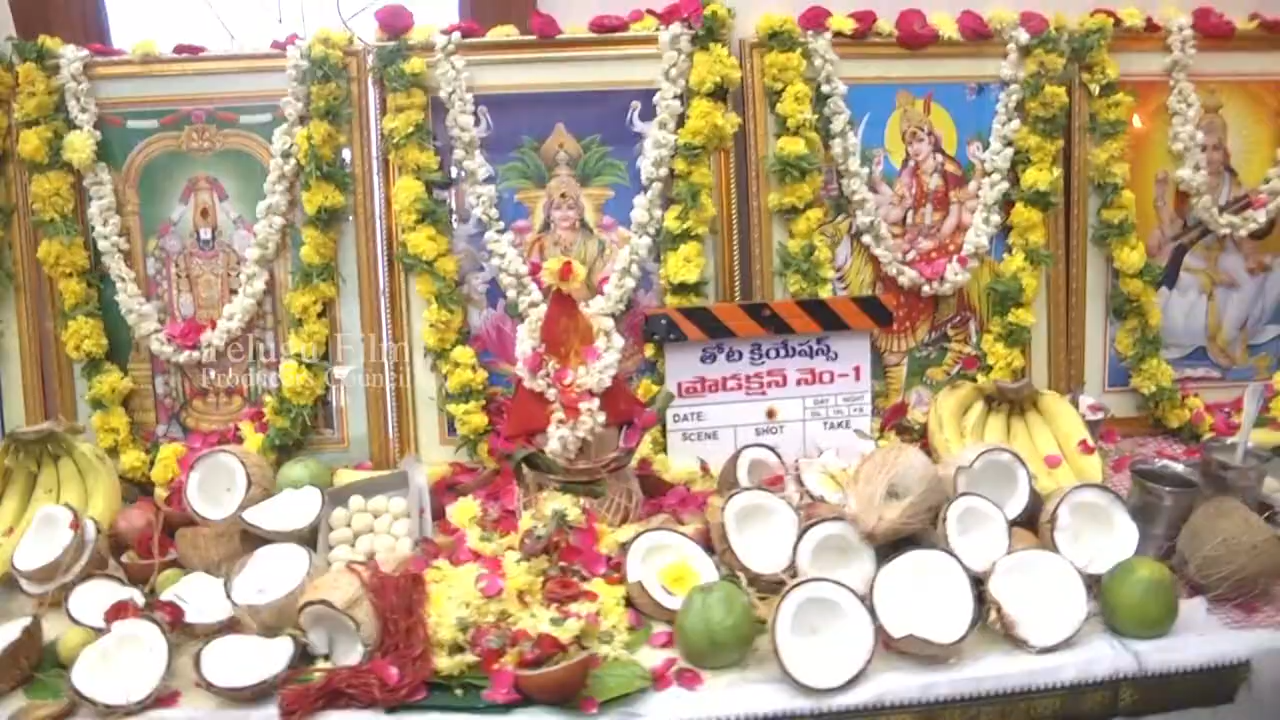 Telugu Film
Producers Council
తోట క్రియేషన్స్
ప్రొడక్షన్ నెం-1
DATE:
DAY NIGHT
SCENE SHOT TAKE